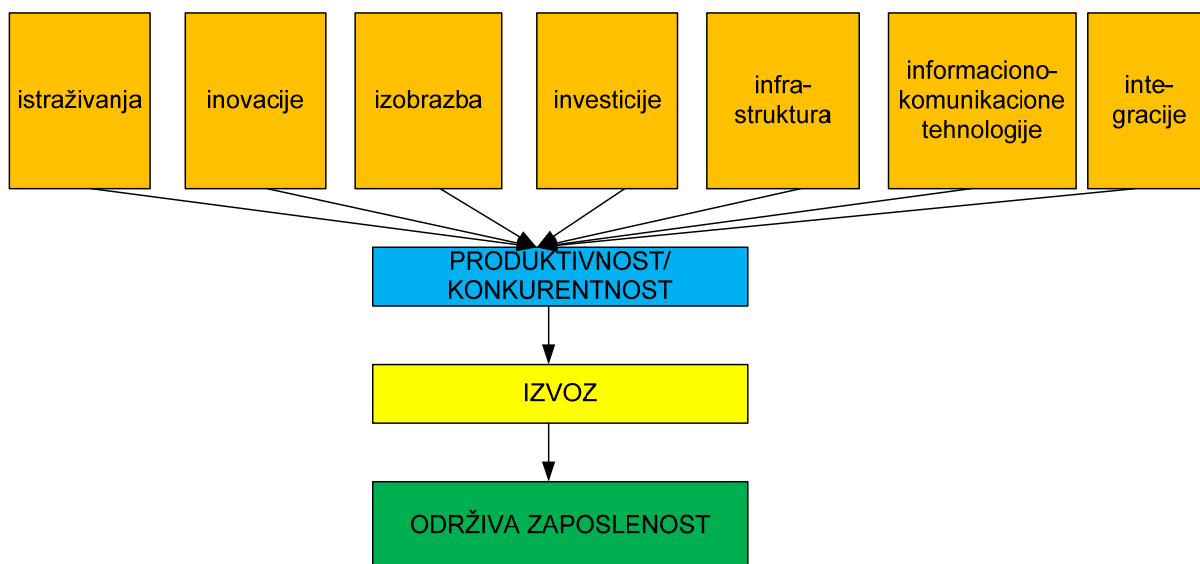 istraživanja
inovacije
izobrazba
investicije
infra-
struktura
informaciono-
komunikacione
tehnologije
inte-
gracije
PRODUKTIVNOST/
KONKURENTNOST
IZVOZ
ODRŽIVA ZAPOSLENOST